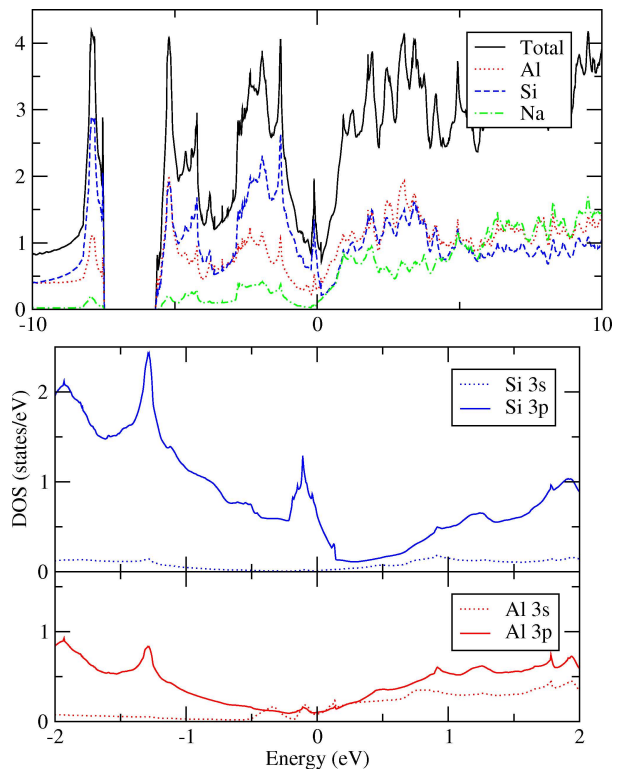 4
3
2
1
0
Total
Al
Si
Na
-10
0
10
2
1
0
Si 3s
Si 3p
DOS (states/eV)
1
0
Al 3s
Al 3p
-2
-1
0
1
2
Energy (eV)